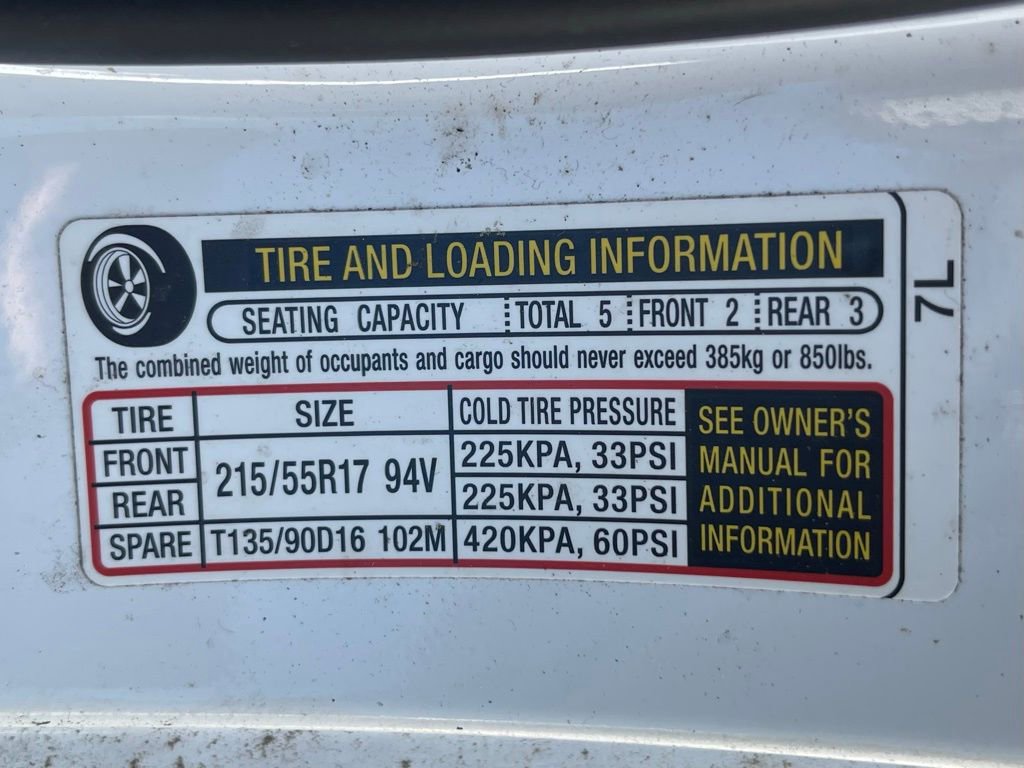 TIRE AND LOADING INFORMATION
SEATING CAPACITY TOTAL 5 FRONT 2 REAR 3
The combined weight of occupants and cargo should never exceed 385kg or 850lbs.
TIRE SIZE COLD TIRE PRESSURE
FRONT 215/55R17 94V 225KPA, 33PSI
REAR 225KPA, 33PSI
SPARE T135/90D16 102M 420KPA, 60PSI
SEE OWNER'S
MANUAL FOR
ADDITIONAL
INFORMATION
7L